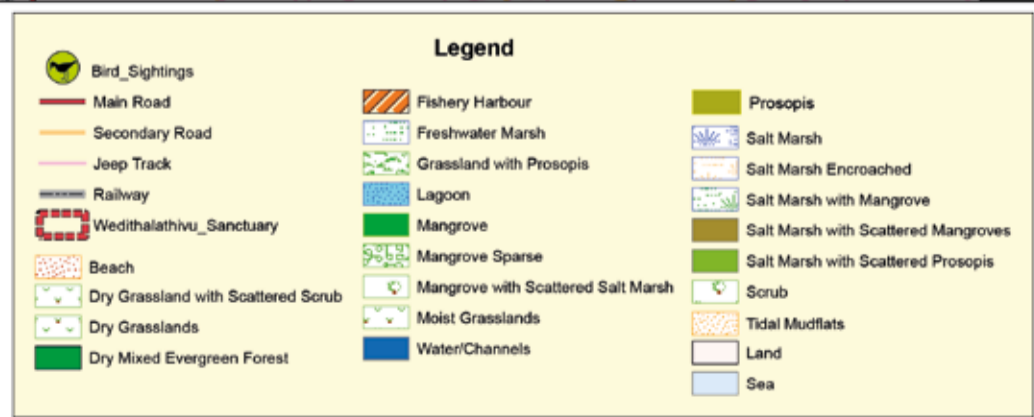 Legend
Bird_Sightings
Main Road
Secondary Road
Jeep Track
Railway
Wedithalathivu_Sanctuary
Beach
Dry Grassland with Scattered Scrub
Dry Grasslands
Dry Mixed Evergreen Forest
Fishery Harbour
Freshwater Marsh
Grassland with Prosopis
Lagoon
Mangrove
Mangrove Sparse
Mangrove with Scattered Salt Marsh
Moist Grasslands
Water/Channels
Prosopis
Salt Marsh
Salt Marsh Encroached
Salt Marsh with Mangrove
Salt Marsh with Scattered Mangroves
Salt Marsh with Scattered Prosopis
Scrub
Tidal Mudflats
Land
Sea